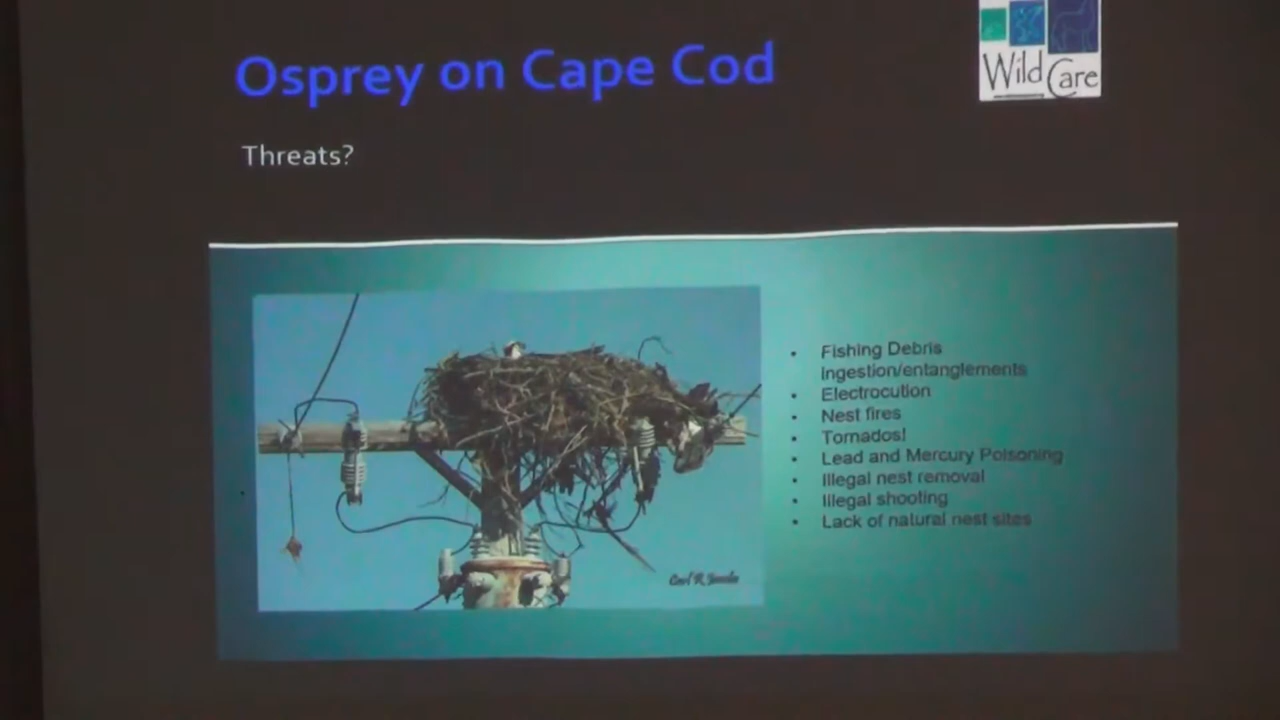 Osprey on Cape Cod
Wild Care
Threats?
• Fishing Debris
Ingestion/entanglements
• Electrocution
• Nest fires
• Tornados!
• Lead and Mercury Poisoning
• Illegal nest removal
• Illegal shooting
• Lack of natural nest sites